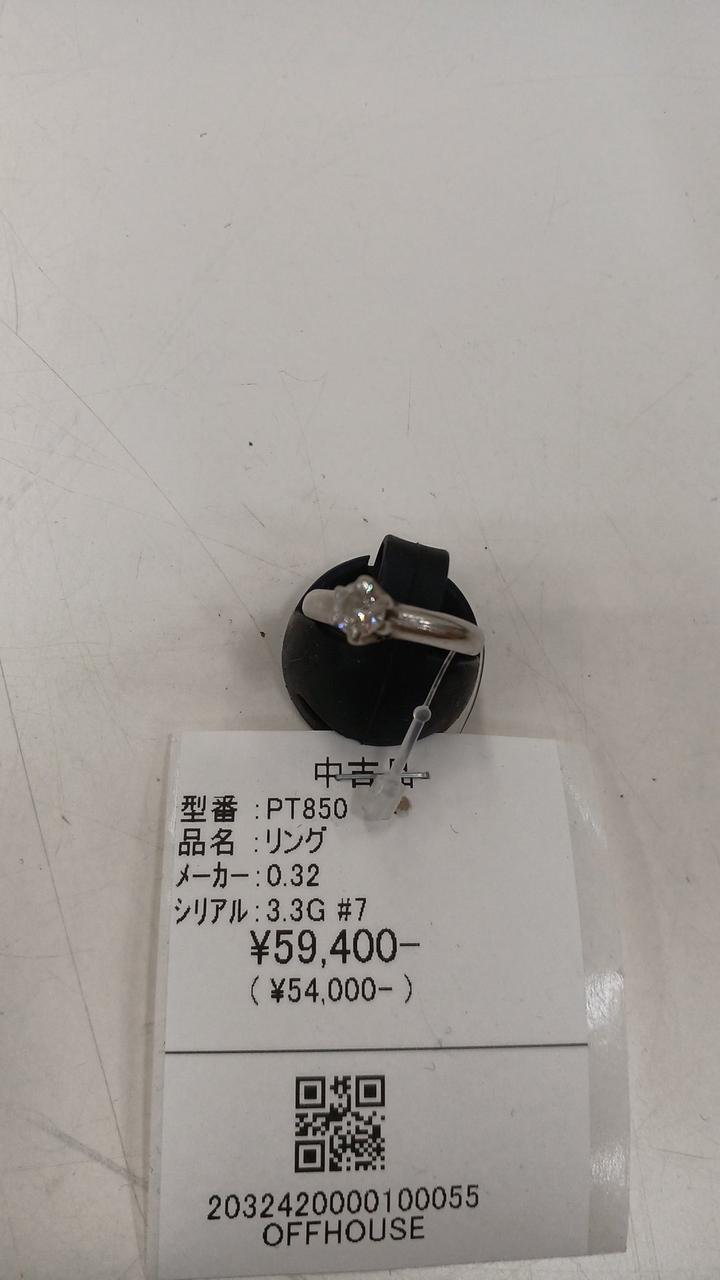 中古品
型番 :PT850
品名 :リング
メーカー:0.32
シリアル:3.3G #7
¥59,400-
(¥54,000-)
2032420000100055
OFFHOUSE